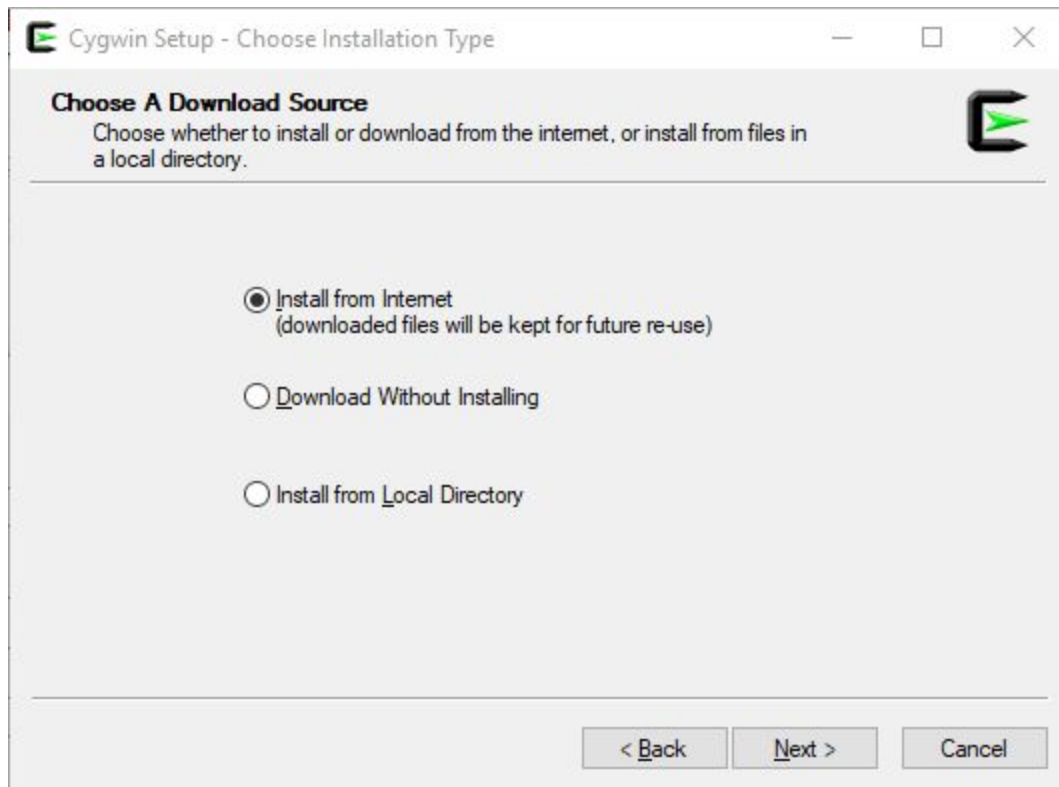 Cygwin Setup - Choose Installation Type
Choose A Download Source
Choose whether to install or download from the internet, or install from files in
a local directory.
Install from Internet
(downloaded files will be kept for future re-use)
Download Without Installing
Install from Local Directory
< Back Next > Cancel